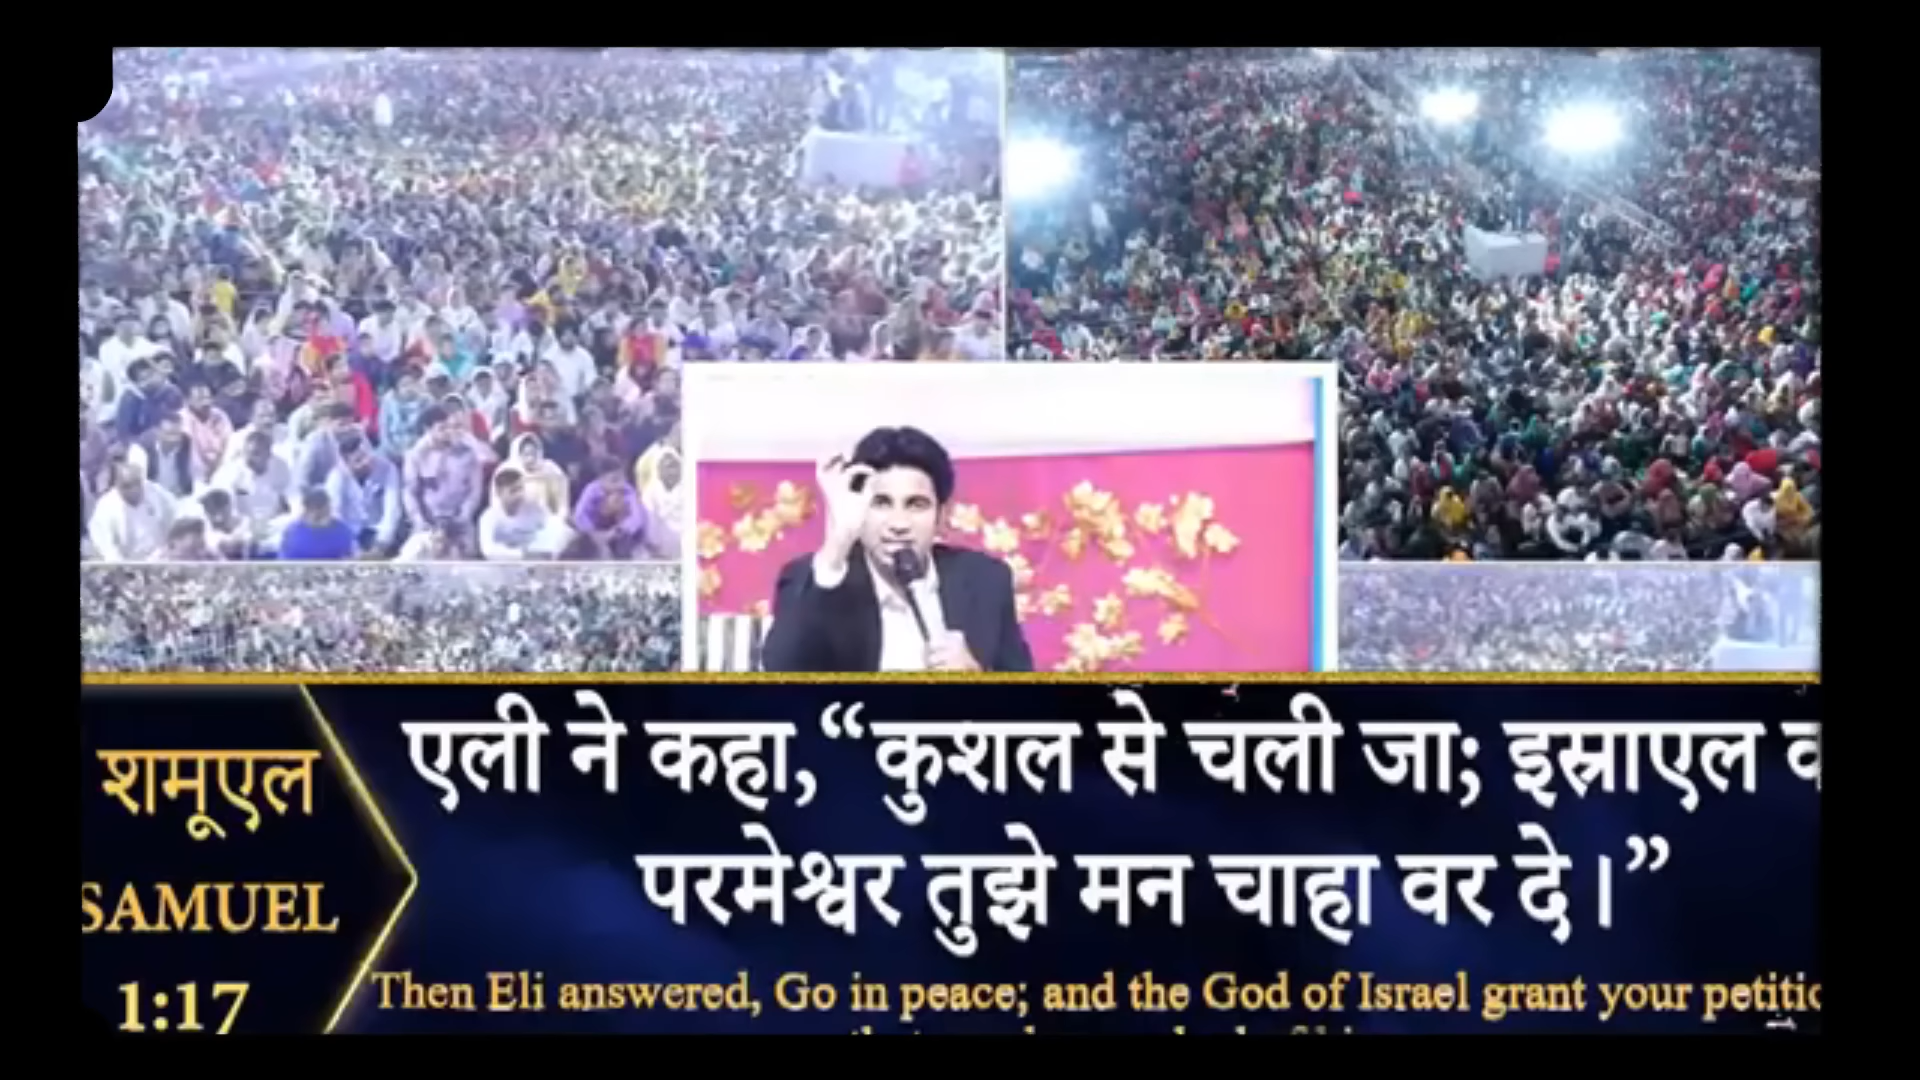 शमूएल
SAMUEL
1:17
एली ने कहा, “कुशल से चली जा; इस्राएल
परमेश्वर तुझे मन चाहा वर दे।”
Then Eli answered, Go in peace; and the God of Israel grant your